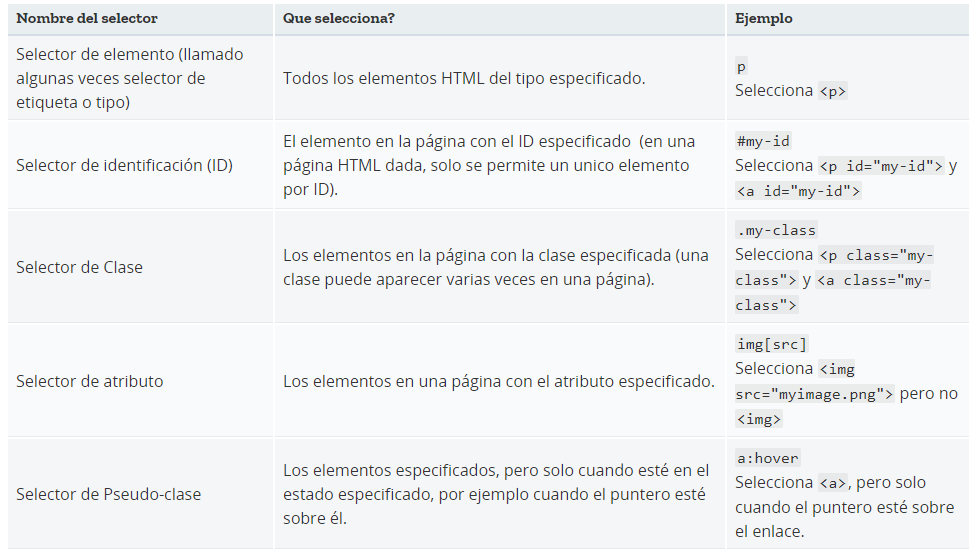 Nombre del selector
Que selecciona?
Ejemplo
Selector de elemento (llamado
algunas veces selector de
etiqueta o tipo)
Todos los elementos HTML del tipo especificado.
p
Selecciona <p>
Selector de identificación (ID)
El elemento en la página con el ID especificado (en una
página HTML dada, solo se permite un unico elemento
por ID).
#my-id
Selecciona <p id="my-id"> y
<a id="my-id">
Selector de Clase
Los elementos en la página con la clase especificada (una
clase puede aparecer varias veces en una página).
.my-class
Selecciona <p class="my-
class"> y <a class="my-
class">
Selector de atributo
Los elementos en una página con el atributo especificado.
img[src]
Selecciona <img
src="myimage.png"> pero no
<img>
Selector de Pseudo-clase
Los elementos especificados, pero solo cuando esté en el
estado especificado, por ejemplo cuando el puntero esté
sobre él.
a:hover
Selecciona <a>, pero solo
cuando el puntero esté sobre
el enlace.